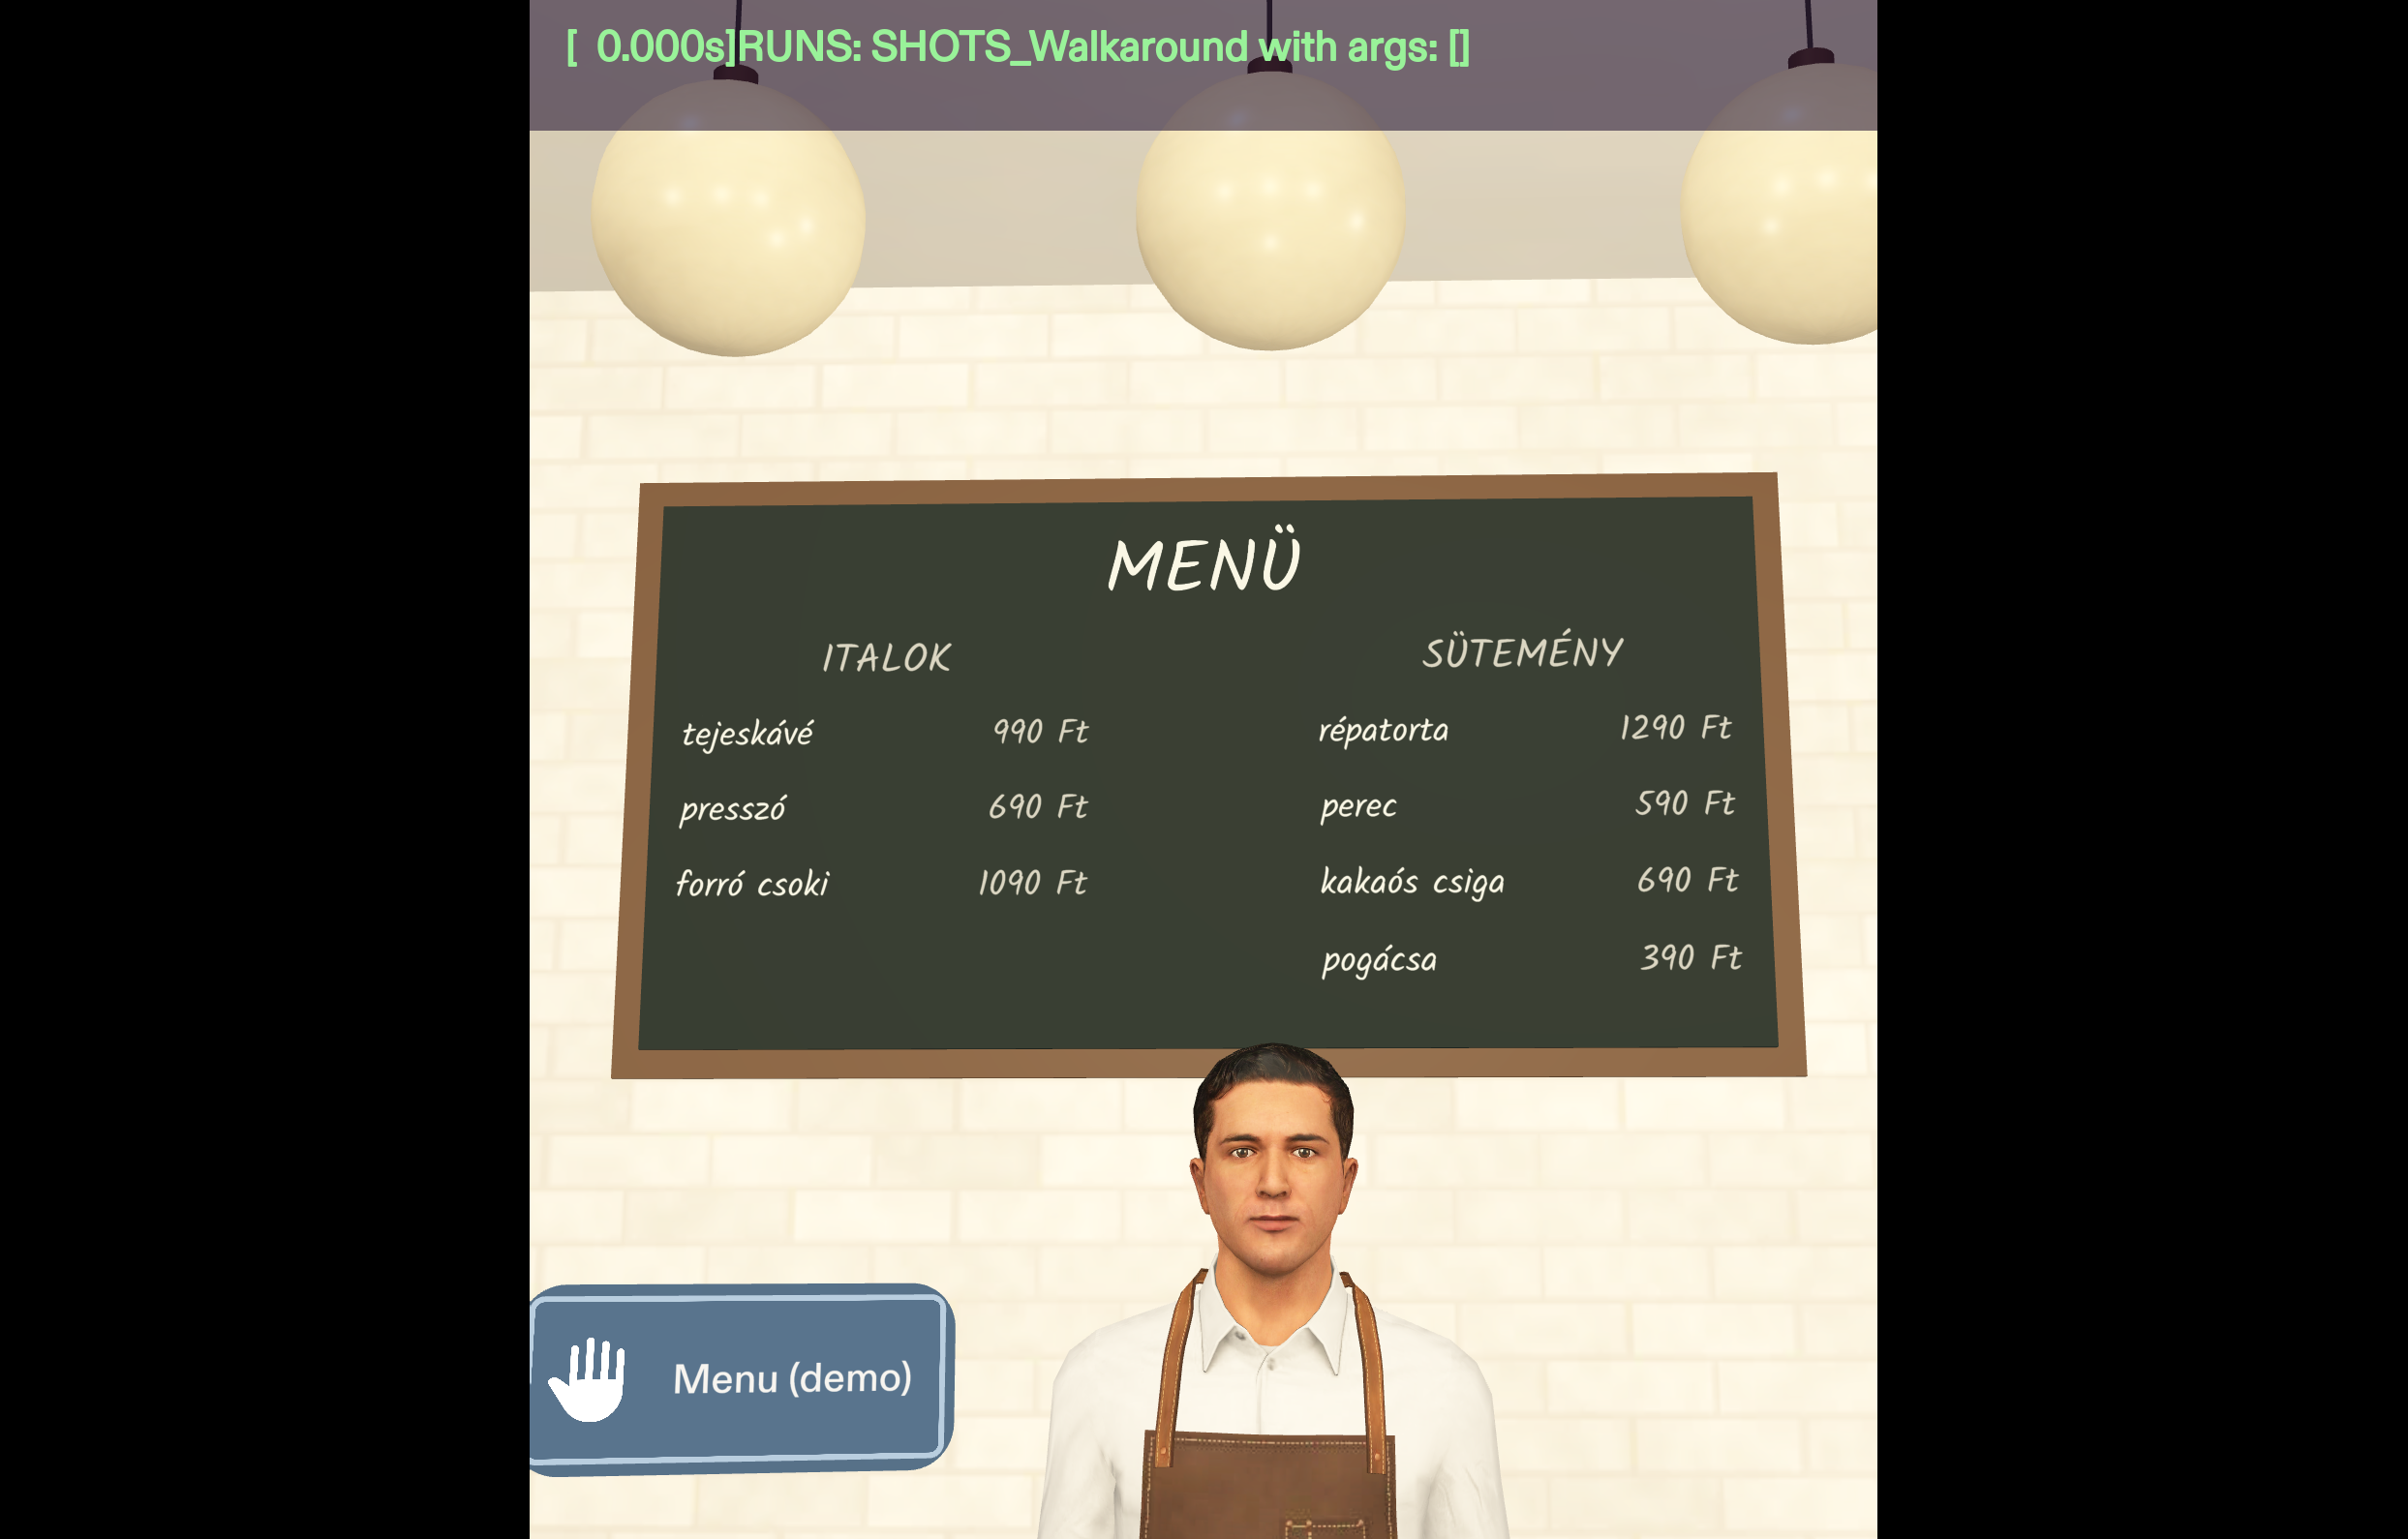 [ 0.000s]RUNS: SHOTS_Walkaround with args: []
MENÜ
ITALOK
tejeskávé 990 Ft
presszó 690 Ft
forró csoki 1090 Ft
SÜTEMÉNY
répatorta 1290 Ft
perec 590 Ft
kakaós csiga 690 Ft
pogácsa 390 Ft
Menu (demo)